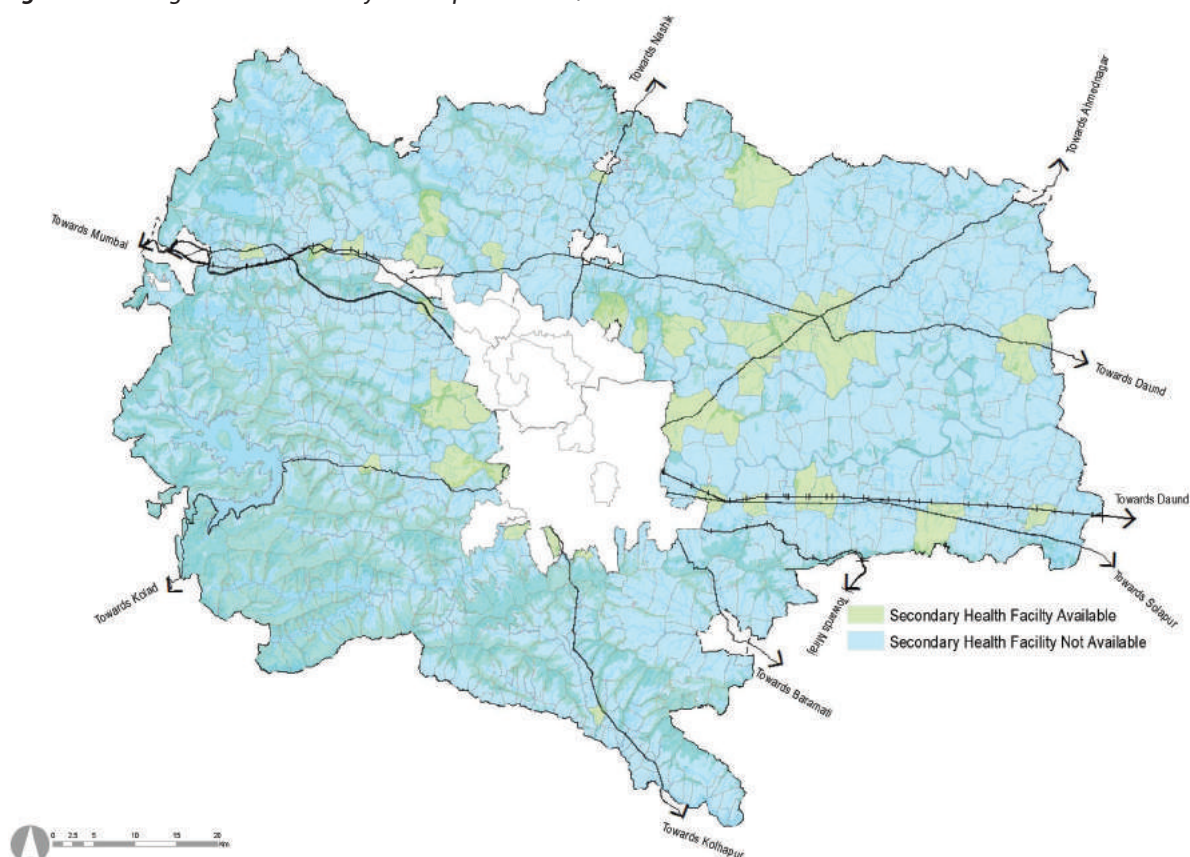 Towards Nashik
Towards Ahmednagar
Towards Mumbai
Towards Daund
Towards Daund
Towards Solapur
Towards Kolad
Towards Miraj
Secondary Health Facilty Available
Secondary Health Facility Not Available
Towards Baramati
Towards Kolhapur
0 2.5 5 10 15 20
Km